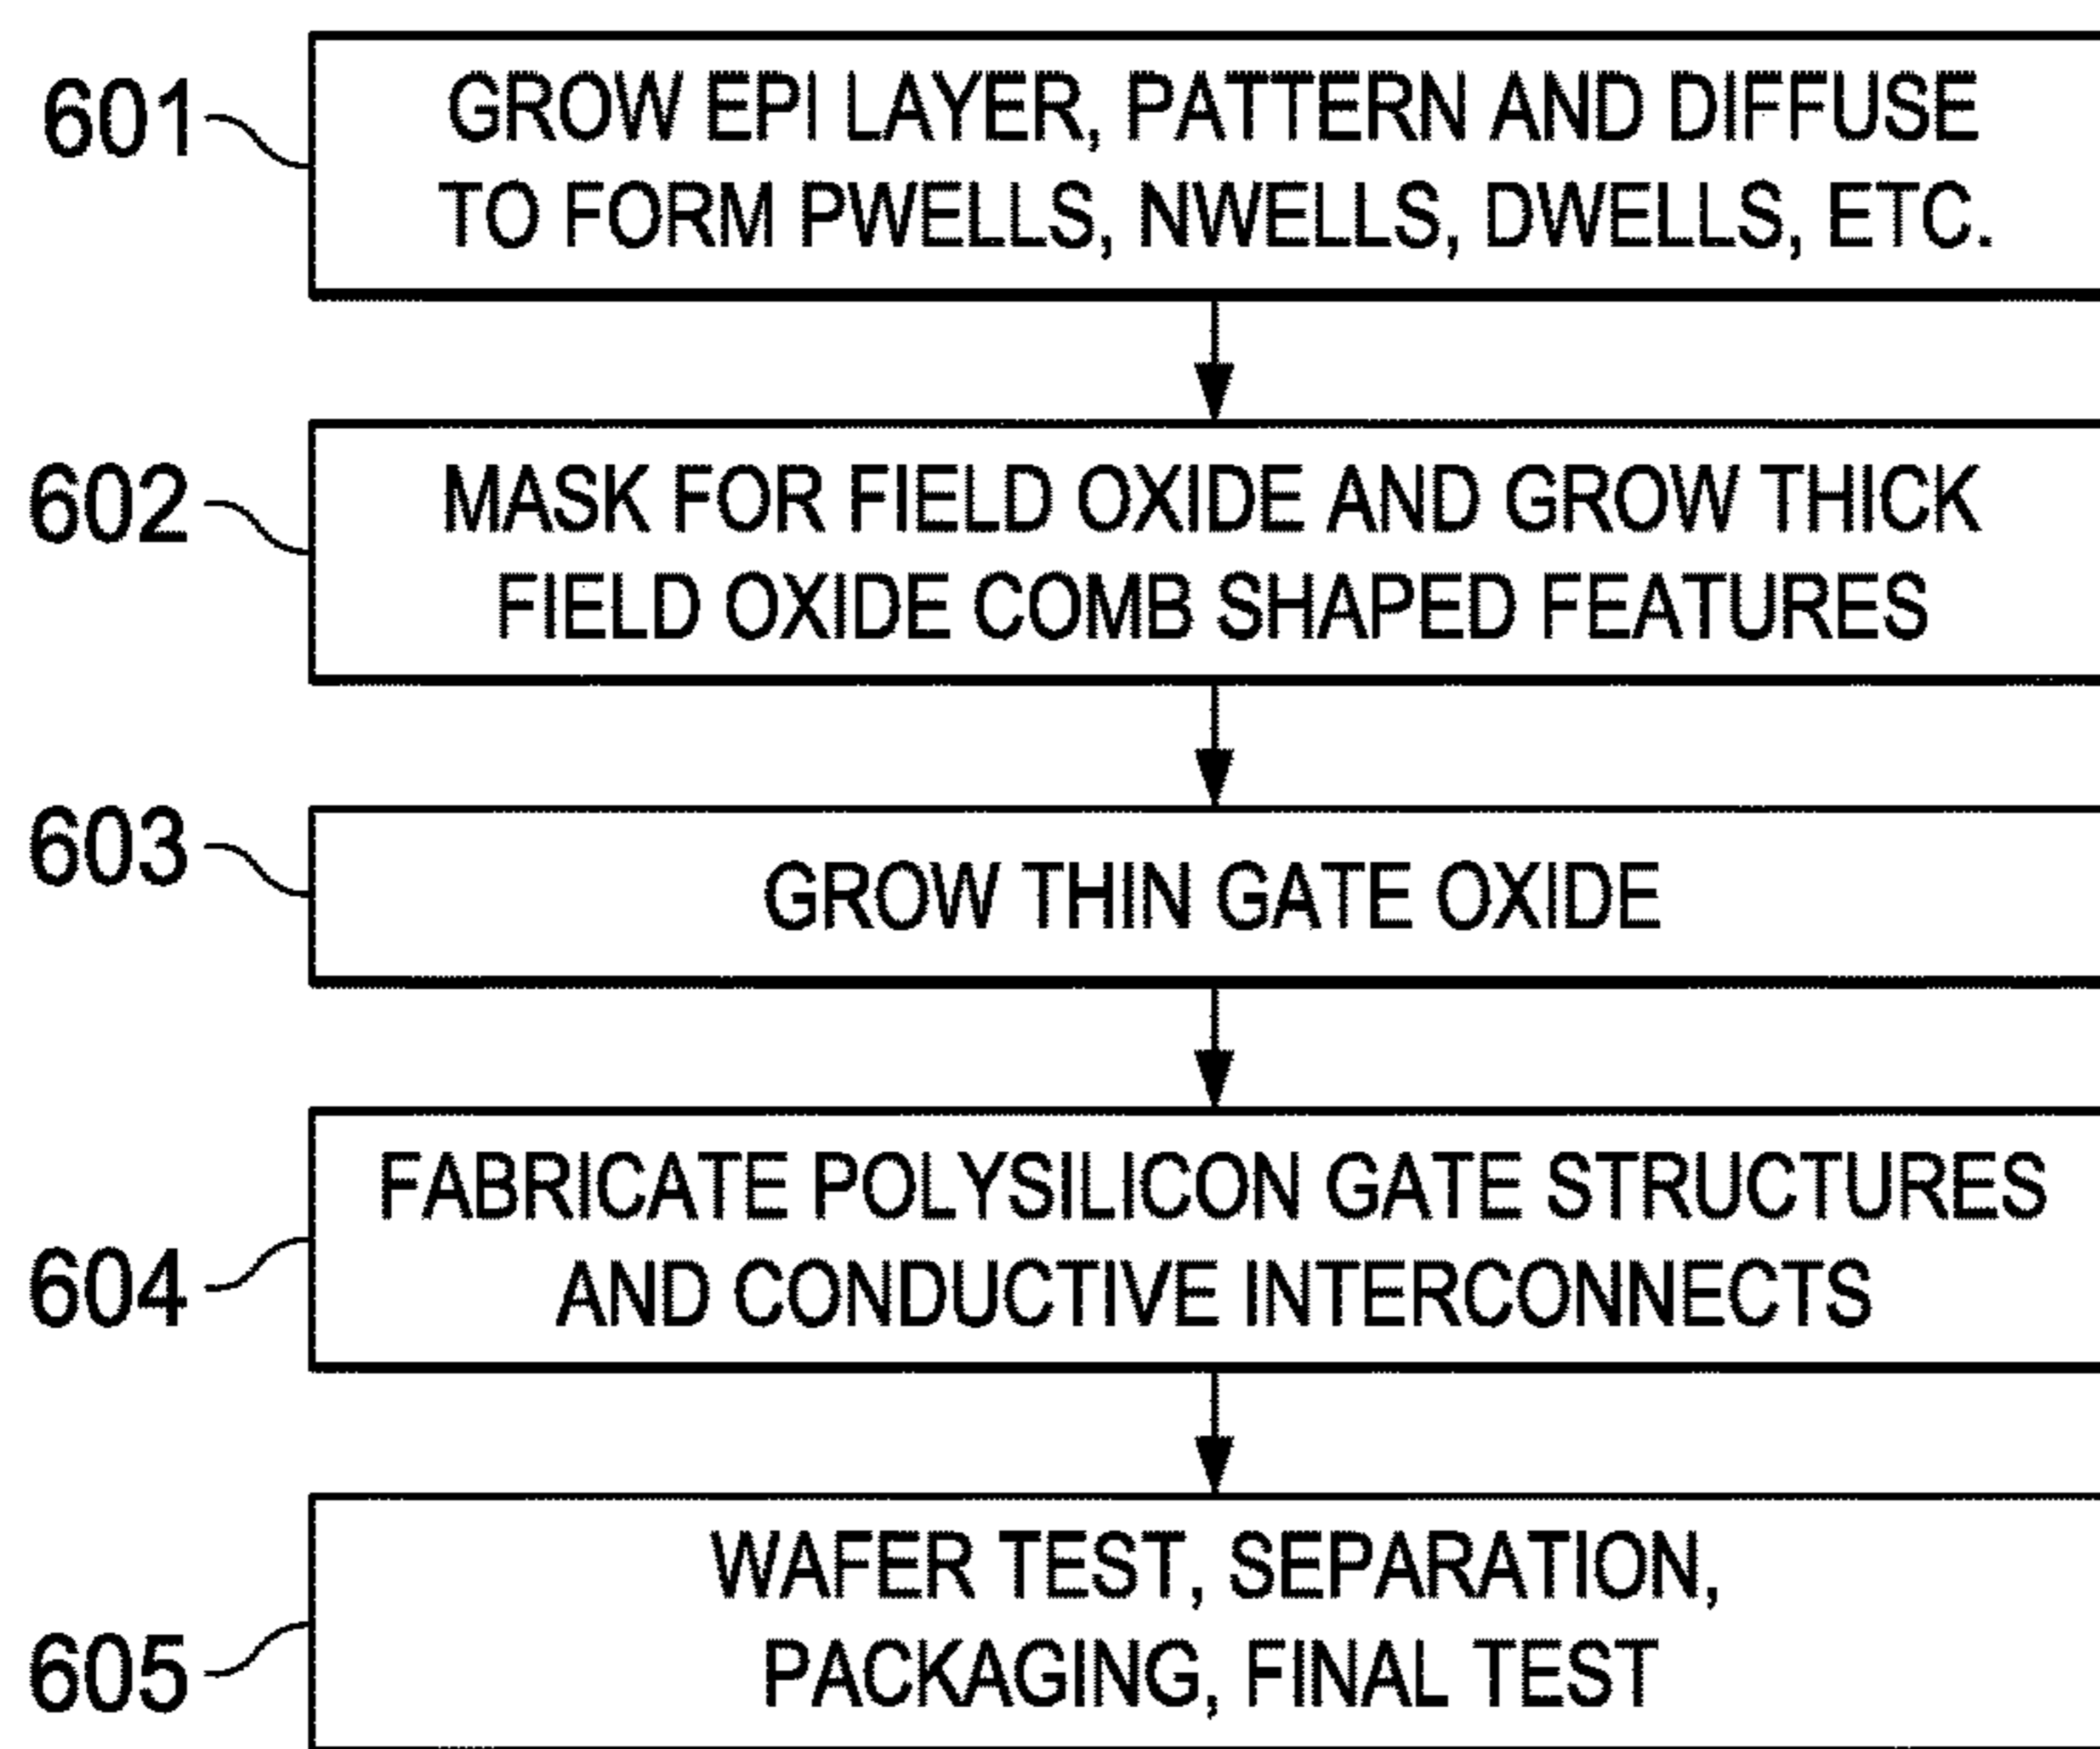 601
GROW EPI LAYER, PATTERN AND DIFFUSE
TO FORM PWELLS, NWELLS, DWELLS, ETC.
602
MASK FOR FIELD OXIDE AND GROW THICK
FIELD OXIDE COMB SHAPED FEATURES
603
GROW THIN GATE OXIDE
604
FABRICATE POLYSILICON GATE STRUCTURES
AND CONDUCTIVE INTERCONNECTS
605
WAFER TEST, SEPARATION,
PACKAGING, FINAL TEST